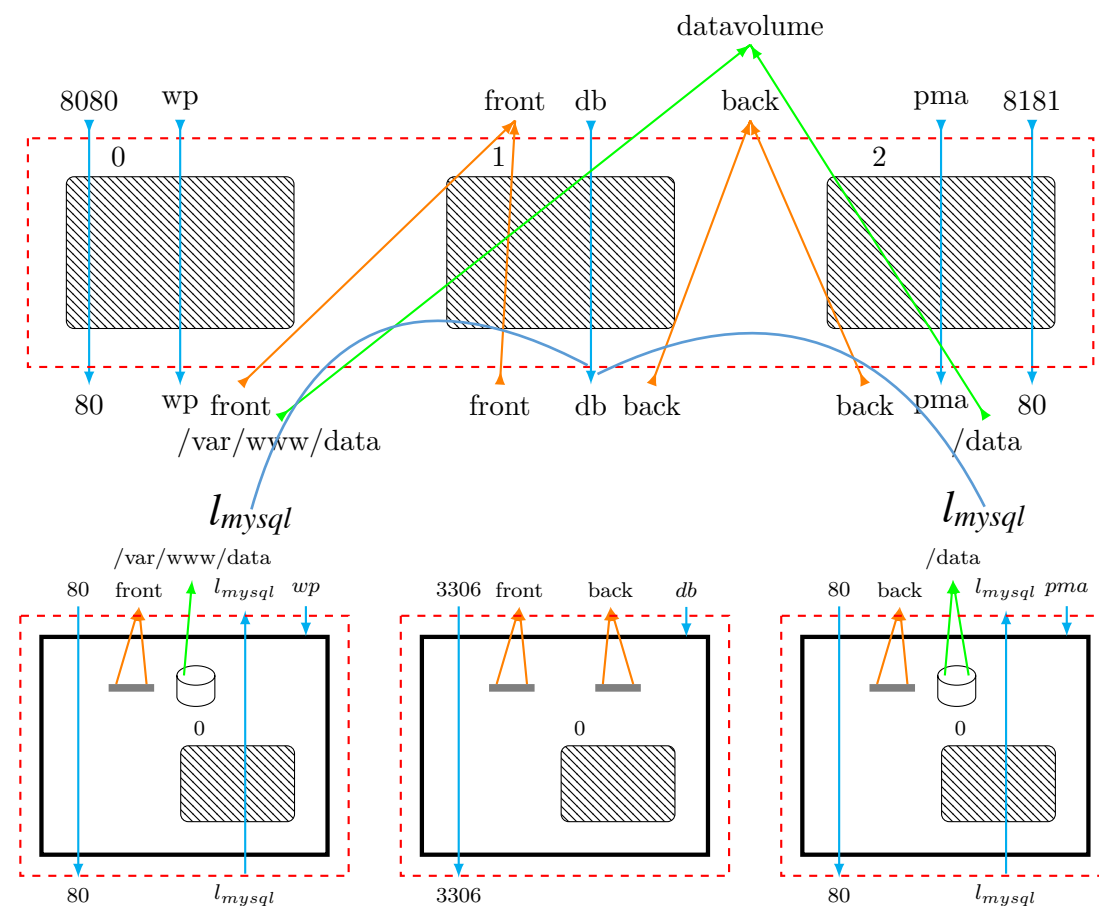 datavolume
8080 wp front db back pma 8181
0 1 2
80 wp front front db back back pma 80
/var/www/data /data
l_mysql l_mysql
/var/www/data /data
80 front l_mysql wp 3306 front back db 80 back l_mysql pma
0 0 0
80 l_mysql 3306 80 l_mysql